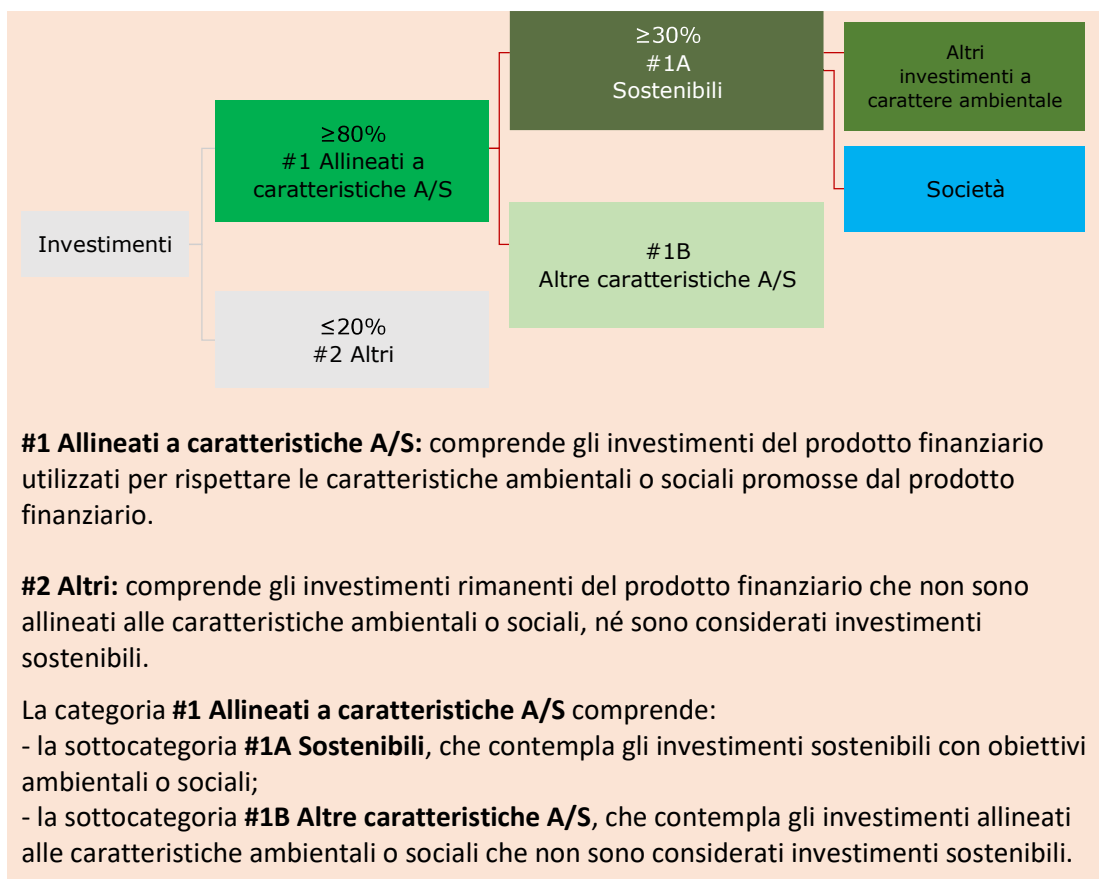 ≥30%
#1A
Sostenibili
Altri
investimenti a
carattere ambientale
≥80%
#1 Allineati a
caratteristiche A/S
Società
Investimenti
#1B
Altre caratteristiche A/S
≤20%
#2 Altri
#1 Allineati a caratteristiche A/S: comprende gli investimenti del prodotto finanziario
utilizzati per rispettare le caratteristiche ambientali o sociali promosse dal prodotto
finanziario.
#2 Altri: comprende gli investimenti rimanenti del prodotto finanziario che non sono
allineati alle caratteristiche ambientali o sociali, né sono considerati investimenti
sostenibili.
La categoria #1 Allineati a caratteristiche A/S comprende:
- la sottocategoria #1A Sostenibili, che contempla gli investimenti sostenibili con obiettivi
ambientali o sociali;
- la sottocategoria #1B Altre caratteristiche A/S, che contempla gli investimenti allineati
alle caratteristiche ambientali o sociali che non sono considerati investimenti sostenibili.